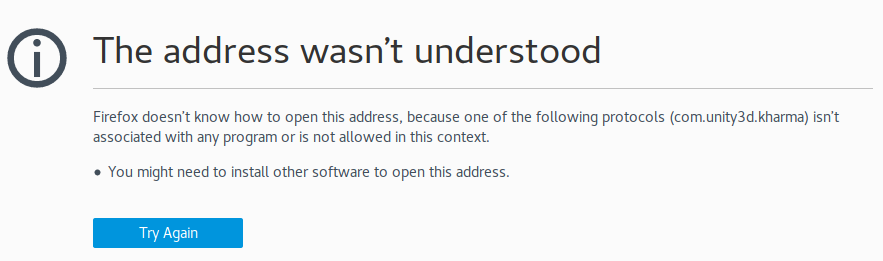 The address wasn’t understood
Firefox doesn’t know how to open this address, because one of the following protocols (com.unity3d.kharma) isn’t
associated with any program or is not allowed in this context.
• You might need to install other software to open this address.
Try Again